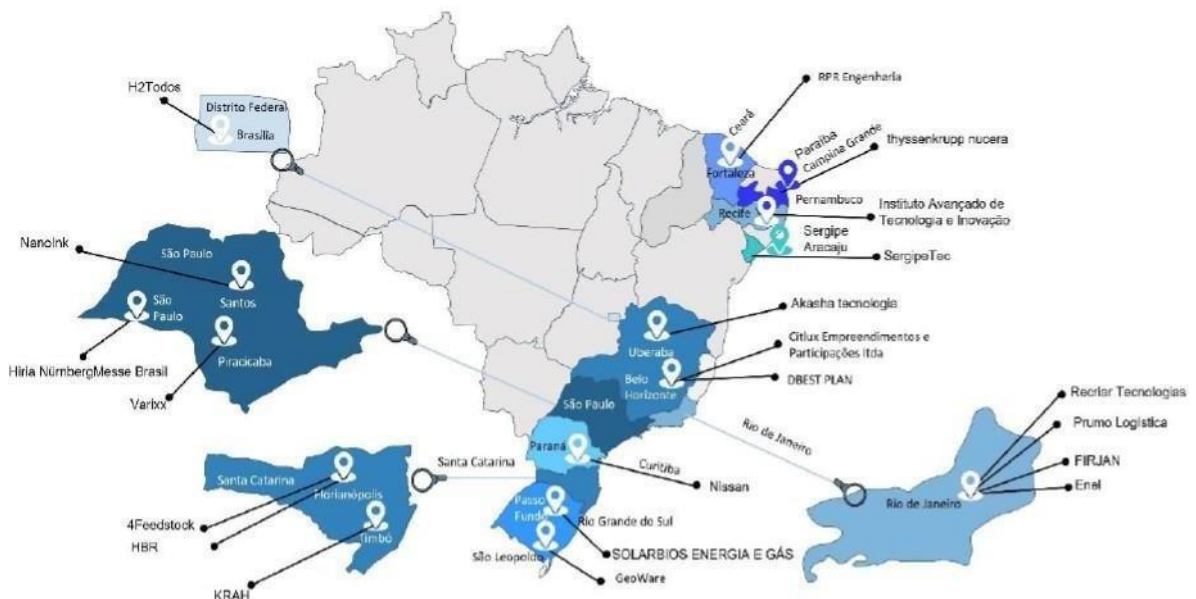 H2Todos
Distrito Federal
Brasília
RPR Engenharia
Ceará
Fortaleza
Paraíba
Campina Grande
thyssenkrupp nucera
Pernambuco
Recife
Instituto Avançado de
Tecnologia e Inovação
Sergipe
Aracaju
SergipeTec
NanoInk
São Paulo
Santos
São
Paulo
Piracicaba
Hiria NürnbergMesse Brasil
Varixx
Akasha tecnologia
Uberaba
Citlux Empreendimentos e
Participações ltda
Belo
Horizonte
DBEST PLAN
São Paulo
Rio de Janeiro
Recriar Tecnologias
Prumo Logística
FIRJAN
Enel
Rio de Janeiro
Paraná
Curitiba
Nissan
Santa Catarina
Santa Catarina
Florianópolis
4Feedstock
HBR
Timbó
KRAH
Passo
Fundo
Rio Grande do Sul
São Leopoldo
SOLARBIOS ENERGIA E GÁS
GeoWare